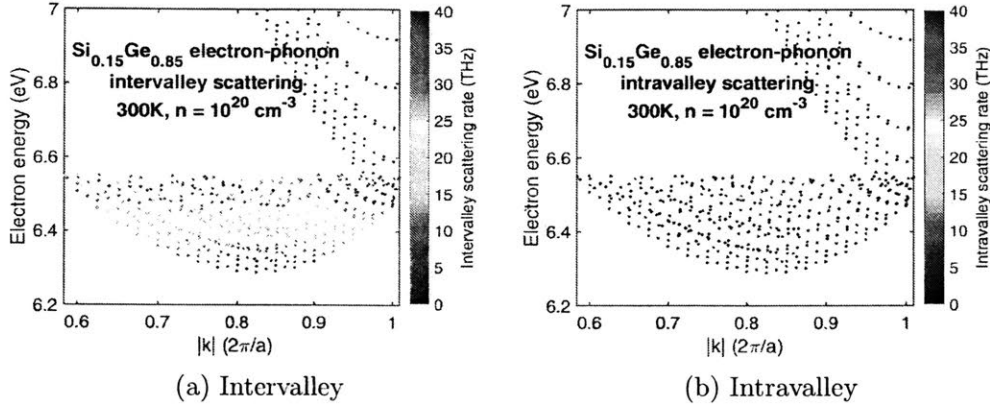 7
6.8
6.6
6.4
6.2
Electron energy (eV)
Si0.15Ge0.85 electron-phonon
intervalley scattering
300K, n = 10^20 cm^-3
0.6 0.7 0.8 0.9 1
|k| (2π/a)
40
35
30
25
20
15
10
5
0
Intervalley scattering rate (THz)
(a) Intervalley
7
6.8
6.6
6.4
6.2
Electron energy (eV)
Si0.15Ge0.85 electron-phonon
intravalley scattering
300K, n = 10^20 cm^-3
0.6 0.7 0.8 0.9 1
|k| (2π/a)
40
35
30
25
20
15
10
5
0
Intravalley scattering rate (THz)
(b) Intravalley